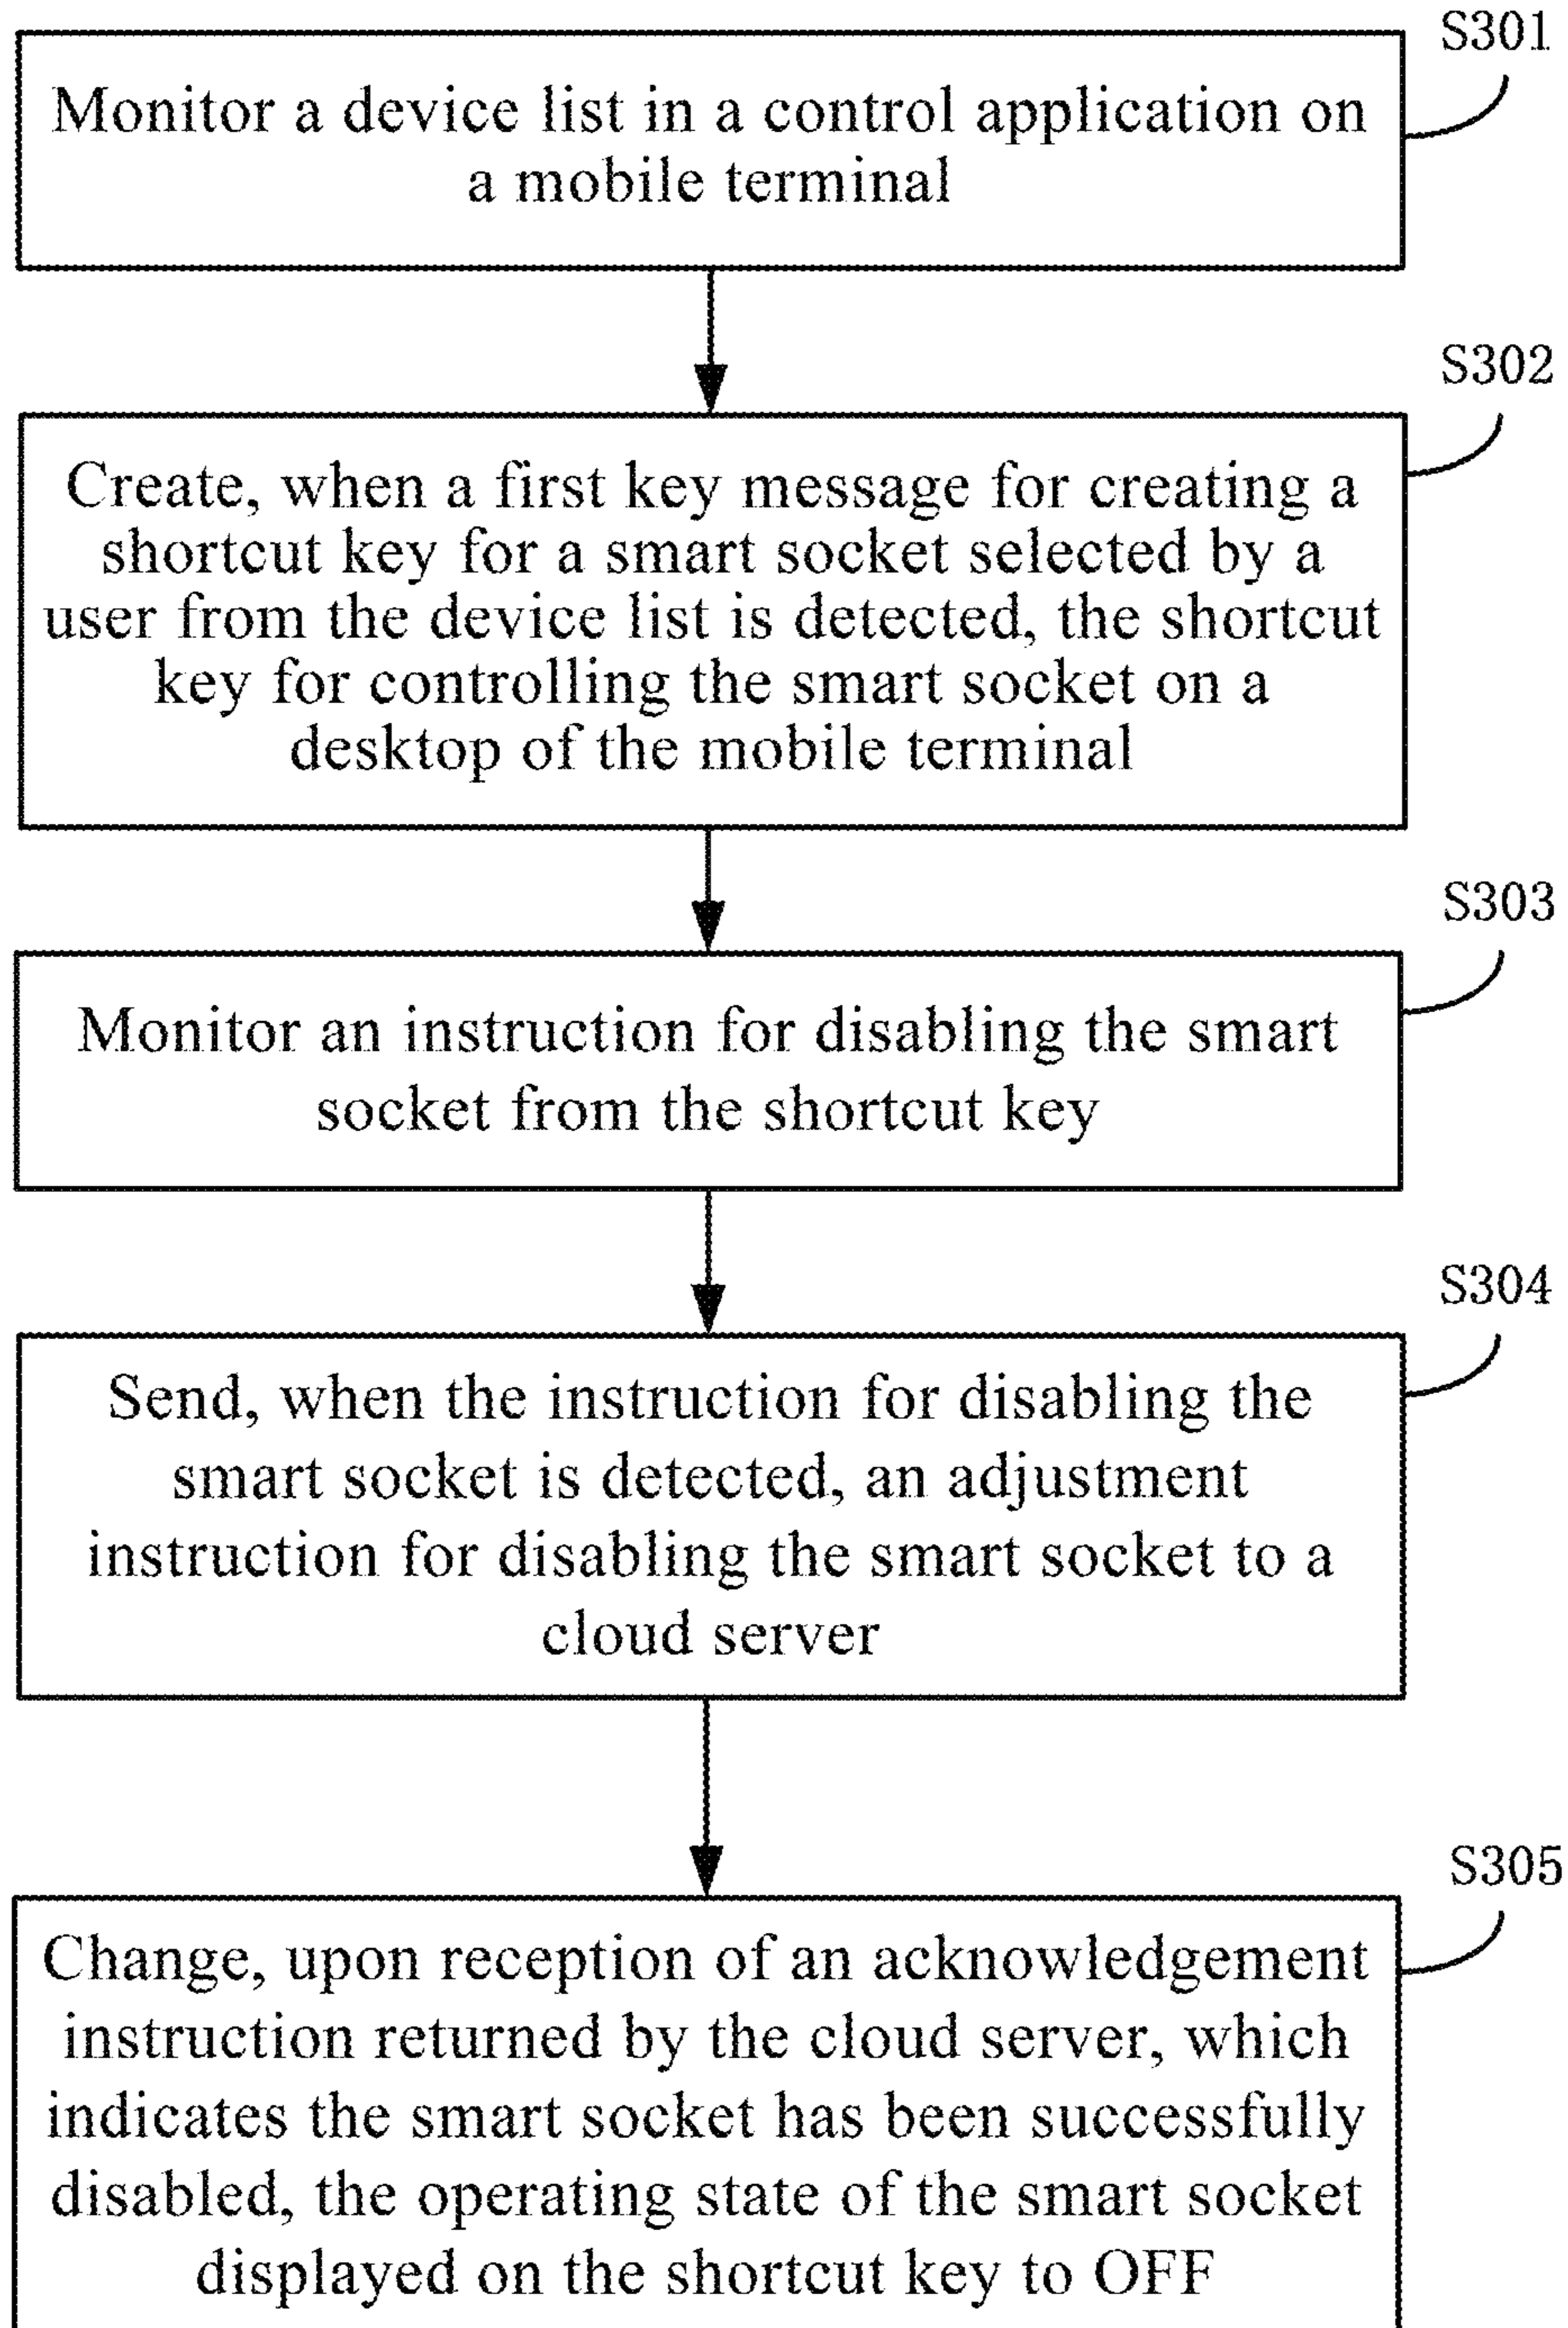 S301
Monitor a device list in a control application on
a mobile terminal
S302
Create, when a first key message for creating a
shortcut key for a smart socket selected by a
user from the device list is detected, the shortcut
key for controlling the smart socket on a
desktop of the mobile terminal
S303
Monitor an instruction for disabling the smart
socket from the shortcut key
S304
Send, when the instruction for disabling the
smart socket is detected, an adjustment
instruction for disabling the smart socket to a
cloud server
S305
Change, upon reception of an acknowledgement
instruction returned by the cloud server, which
indicates the smart socket has been successfully
disabled, the operating state of the smart socket
displayed on the shortcut key to OFF